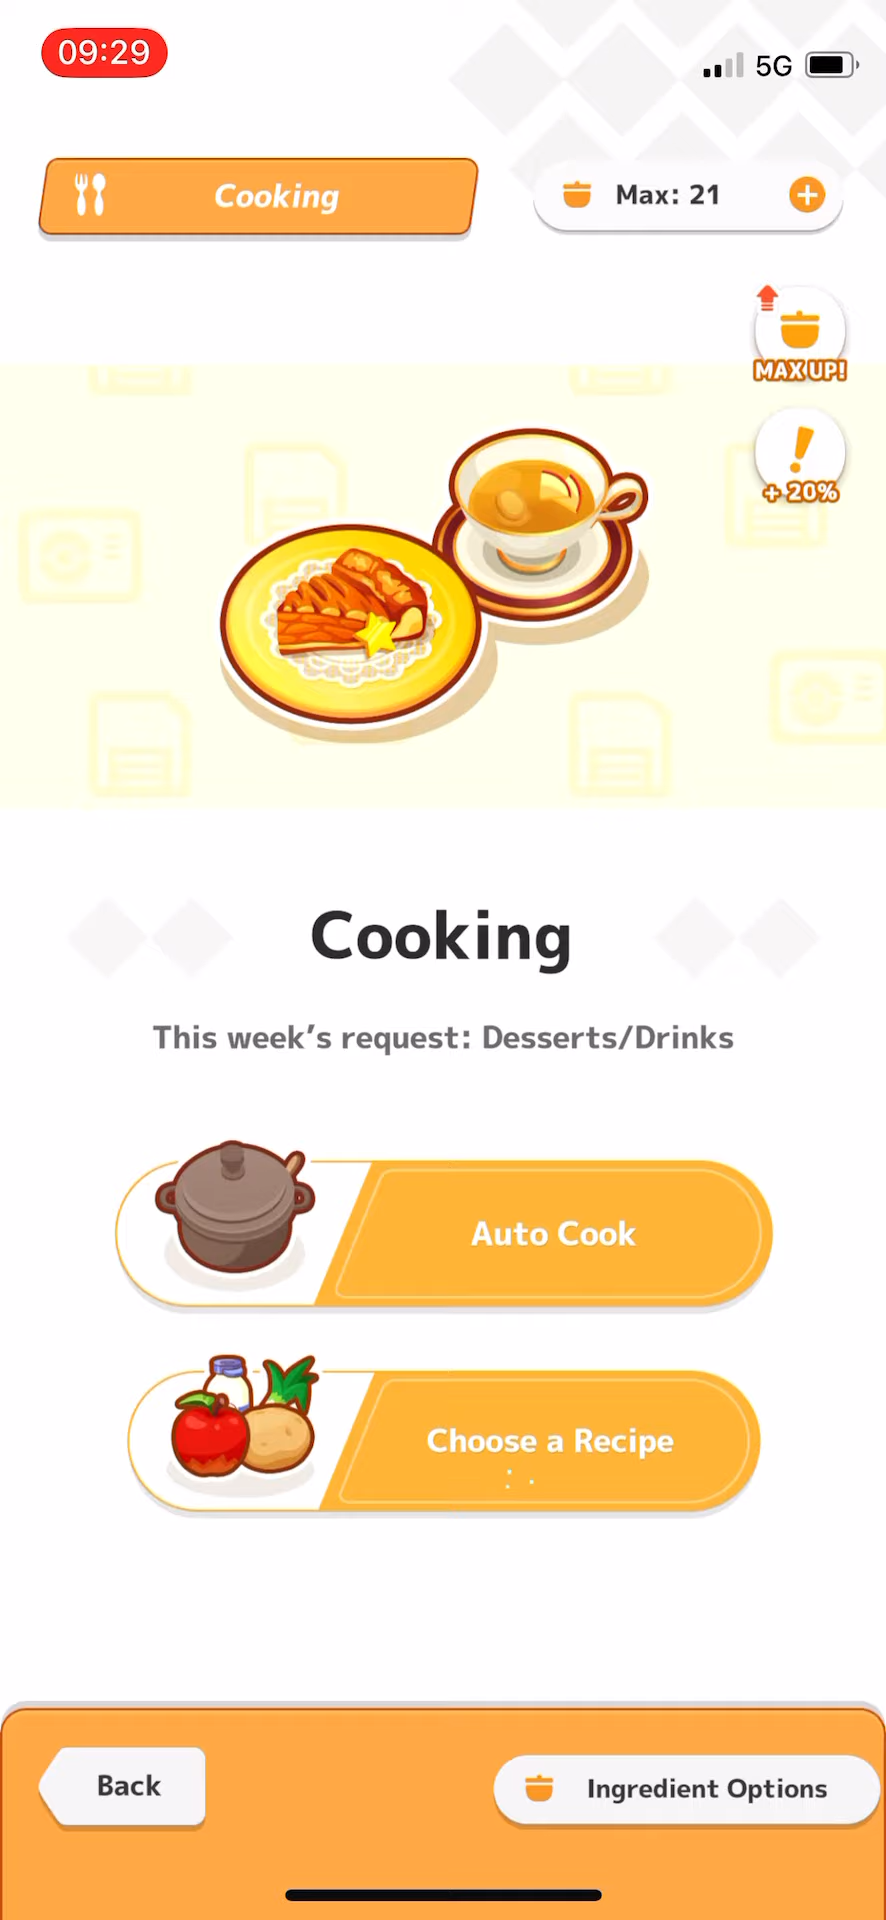 09:29
5G
Cooking
Max: 21
MAX UP!
+ 20%
Cooking
This week’s request: Desserts/Drinks
Auto Cook
Choose a Recipe
Back
Ingredient Options